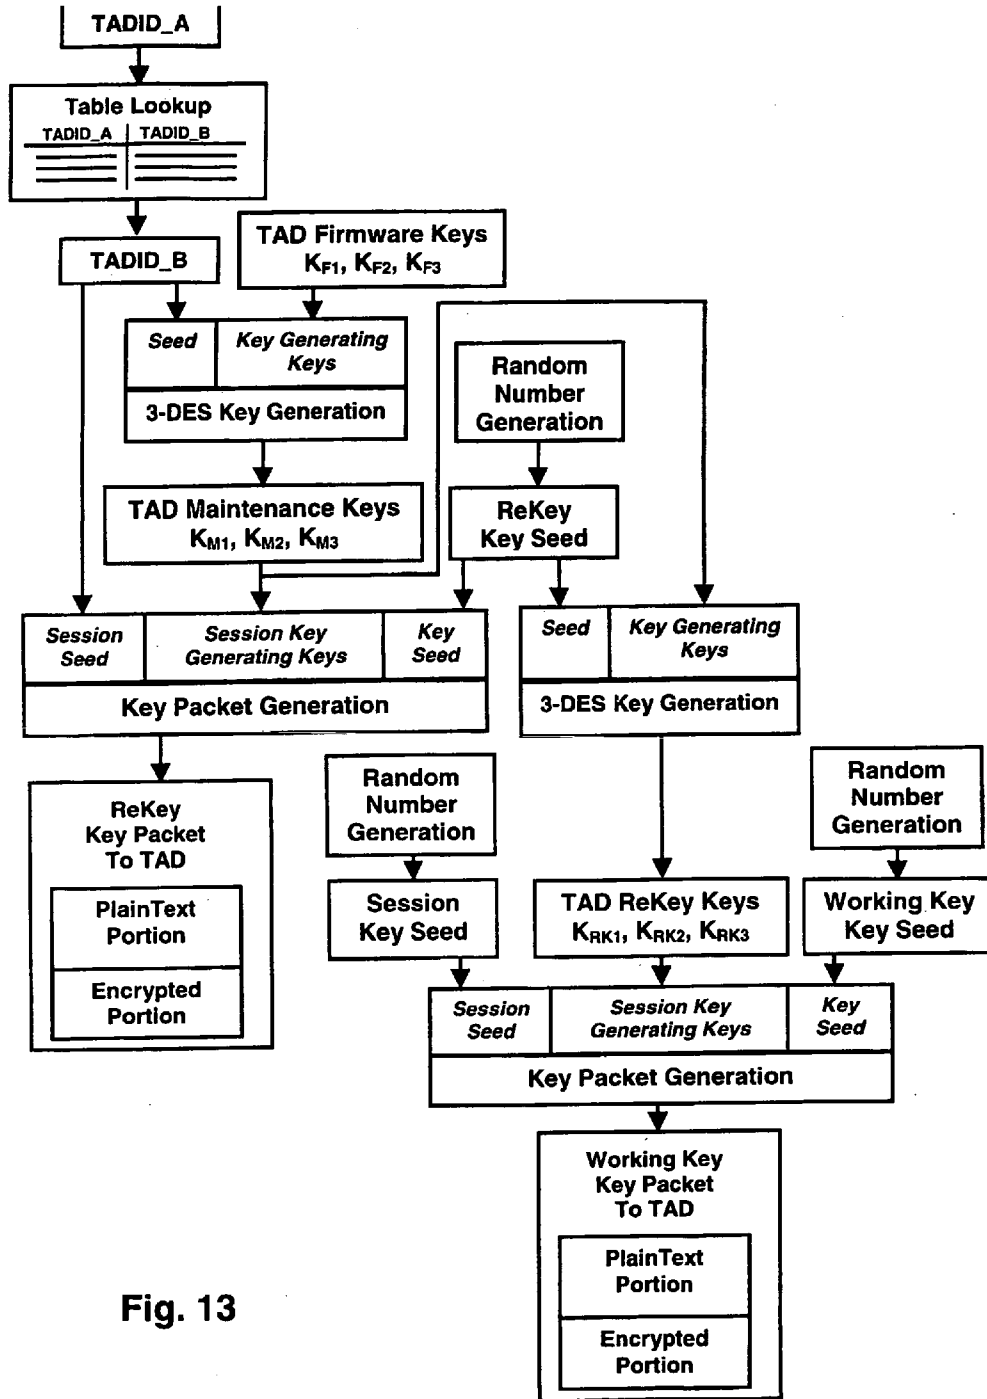 TADID_A
Table Lookup
TADID_A TADID_B
TADID_B
TAD Firmware Keys
KF1, KF2, KF3
Seed
Key Generating
Keys
3-DES Key Generation
Random
Number
Generation
TAD Maintenance Keys
KM1, KM2, KM3
ReKey
Key Seed
Session
Seed
Session Key
Generating Keys
Key
Seed
Key Packet Generation
Seed
Key Generating
Keys
3-DES Key Generation
ReKey
Key Packet
To TAD
PlainText
Portion
Encrypted
Portion
Random
Number
Generation
Session
Key Seed
TAD ReKey Keys
KRK1, KRK2, KRK3
Random
Number
Generation
Working Key
Key Seed
Session
Seed
Session Key
Generating Keys
Key
Seed
Key Packet Generation
Working Key
Key Packet
To TAD
PlainText
Portion
Encrypted
Portion
Fig. 13